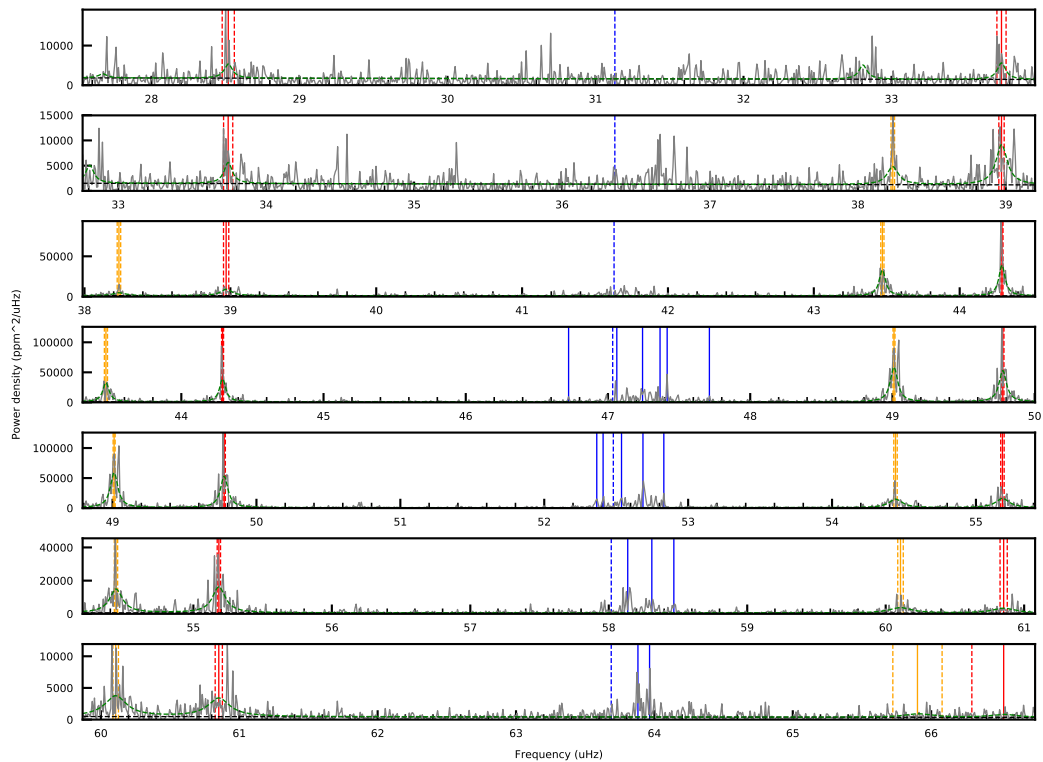 10000
0
28 29 30 31 32 33
15000
10000
5000
0
33 34 35 36 37 38 39
50000
0
38 39 40 41 42 43 44
100000
50000
0
44 45 46 47 48 49 50
Power density (ppm^2/uHz)
100000
50000
0
49 50 51 52 53 54 55
40000
20000
0
55 56 57 58 59 60 61
10000
5000
0
60 61 62 63 64 65 66
Frequency (uHz)